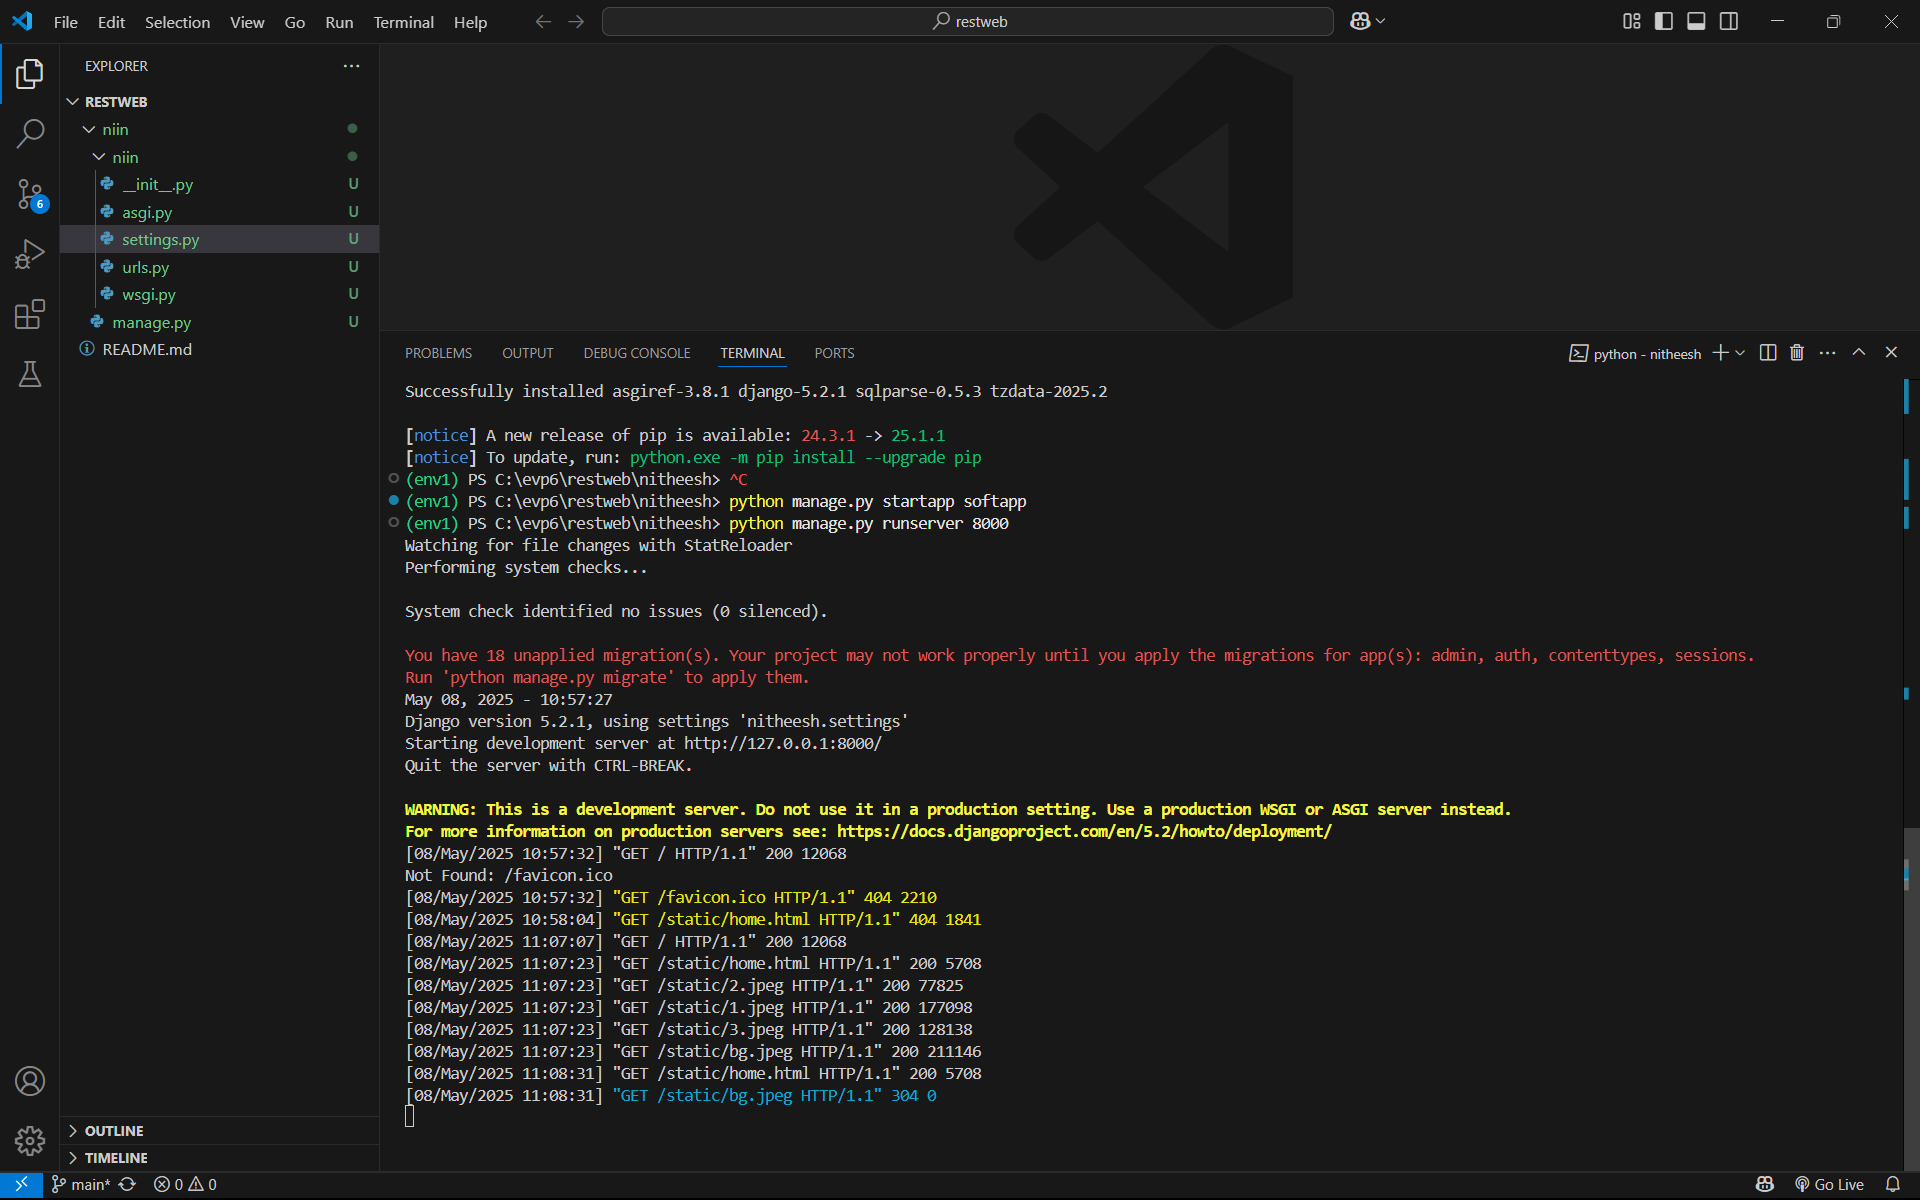 File Edit Selection View Go Run Terminal Help
restweb
EXPLORER
RESTWEB
niin
niin
__init__.py U
asgi.py U
settings.py U
urls.py U
wsgi.py U
manage.py U
README.md
6
OUTLINE
TIMELINE
PROBLEMS OUTPUT DEBUG CONSOLE TERMINAL PORTS
python - nitheesh
Successfully installed asgiref-3.8.1 django-5.2.1 sqlparse-0.5.3 tzdata-2025.2
[notice] A new release of pip is available: 24.3.1 -> 25.1.1
[notice] To update, run: python.exe -m pip install --upgrade pip
(env1) PS C:\evp6\restweb\nitheesh> ^C
(env1) PS C:\evp6\restweb\nitheesh> python manage.py startapp softapp
(env1) PS C:\evp6\restweb\nitheesh> python manage.py runserver 8000
Watching for file changes with StatReloader
Performing system checks...
System check identified no issues (0 silenced).
You have 18 unapplied migration(s). Your project may not work properly until you apply the migrations for app(s): admin, auth, contenttypes, sessions.
Run 'python manage.py migrate' to apply them.
May 08, 2025 - 10:57:27
Django version 5.2.1, using settings 'nitheesh.settings'
Starting development server at http://127.0.0.1:8000/
Quit the server with CTRL-BREAK.
WARNING: This is a development server. Do not use it in a production setting. Use a production WSGI or ASGI server instead.
For more information on production servers see: https://docs.djangoproject.com/en/5.2/howto/deployment/
[08/May/2025 10:57:32] "GET / HTTP/1.1" 200 12068
Not Found: /favicon.ico
[08/May/2025 10:57:32] "GET /favicon.ico HTTP/1.1" 404 2210
[08/May/2025 10:58:04] "GET /static/home.html HTTP/1.1" 404 1841
[08/May/2025 11:07:07] "GET / HTTP/1.1" 200 12068
[08/May/2025 11:07:23] "GET /static/home.html HTTP/1.1" 200 5708
[08/May/2025 11:07:23] "GET /static/2.jpeg HTTP/1.1" 200 77825
[08/May/2025 11:07:23] "GET /static/1.jpeg HTTP/1.1" 200 177098
[08/May/2025 11:07:23] "GET /static/3.jpeg HTTP/1.1" 200 128138
[08/May/2025 11:07:23] "GET /static/bg.jpeg HTTP/1.1" 200 211146
[08/May/2025 11:08:31] "GET /static/home.html HTTP/1.1" 200 5708
[08/May/2025 11:08:31] "GET /static/bg.jpeg HTTP/1.1" 304 0
main* 0 0 Go Live